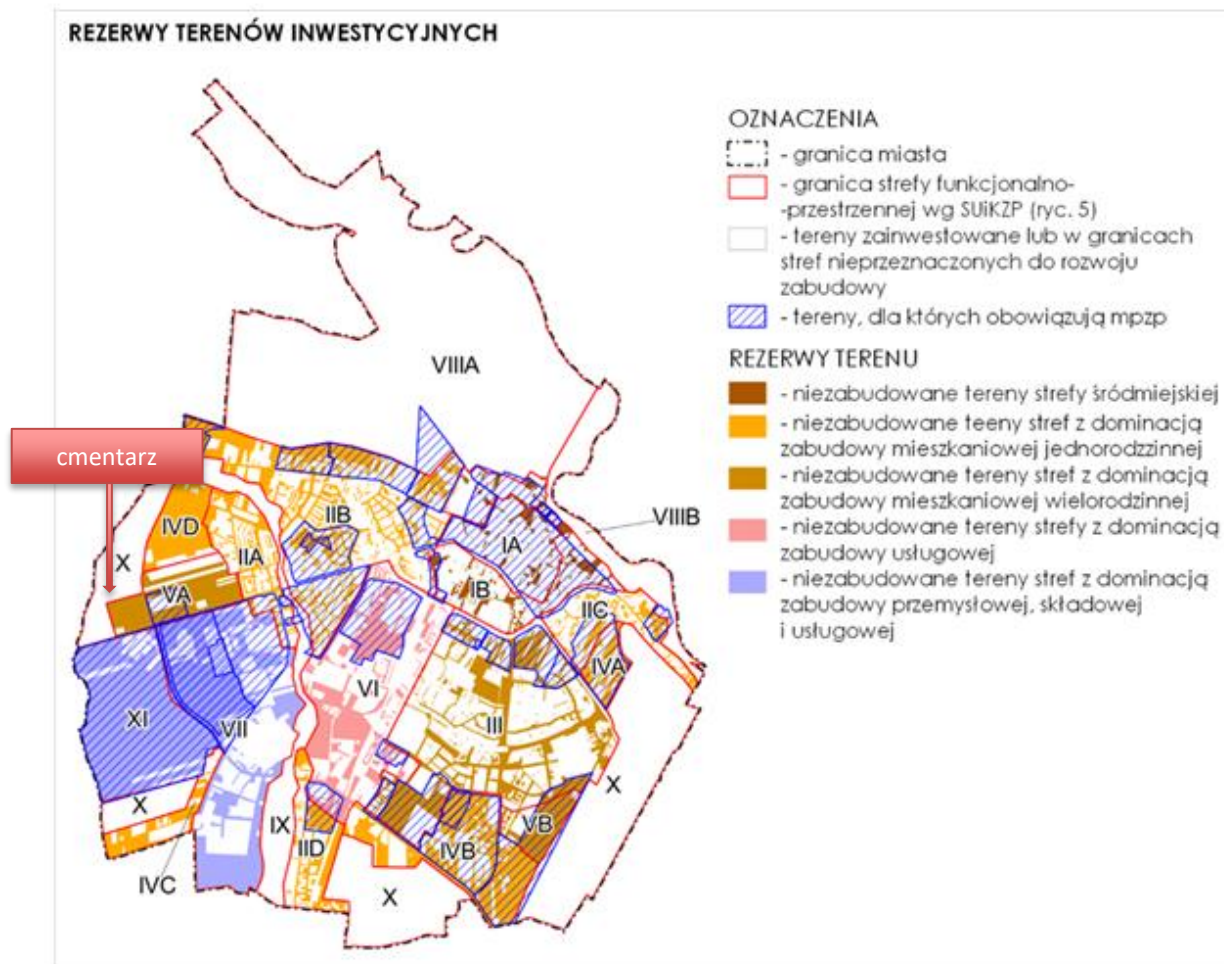 REZERWY TERENÓW INWESTYCYJNYCH
OZNACZENIA
- granica miasta
- granica strefy funkcjonalno-
-przestrzennej wg SUiKZP (ryc. 5)
- tereny zainwestowane lub w granicach
stref nieprzeznaczonych do rozwoju
zabudowy
- tereny, dla których obowiązują mpzp
REZERWY TERENU
- niezabudowane tereny strefy śródmiejskiej
- niezabudowane teeny stref z dominacją
zabudowy mieszkaniowej jednorodzinnej
- niezabudowane tereny stref z dominacją
zabudowy mieszkaniowej wielorodzinnej
- niezabudowane tereny strefy z dominacją
zabudowy usługowej
- niezabudowane tereny stref z dominacją
zabudowy przemysłowej, składowej
i usługowej
VIIIA
cmentarz
IVD
IIB
VIIIB
IA
X
IIA
VA
IB
IIC
IVA
VI
XI
VII
III
X
X
IX
VB
IID
IVB
IVC
X